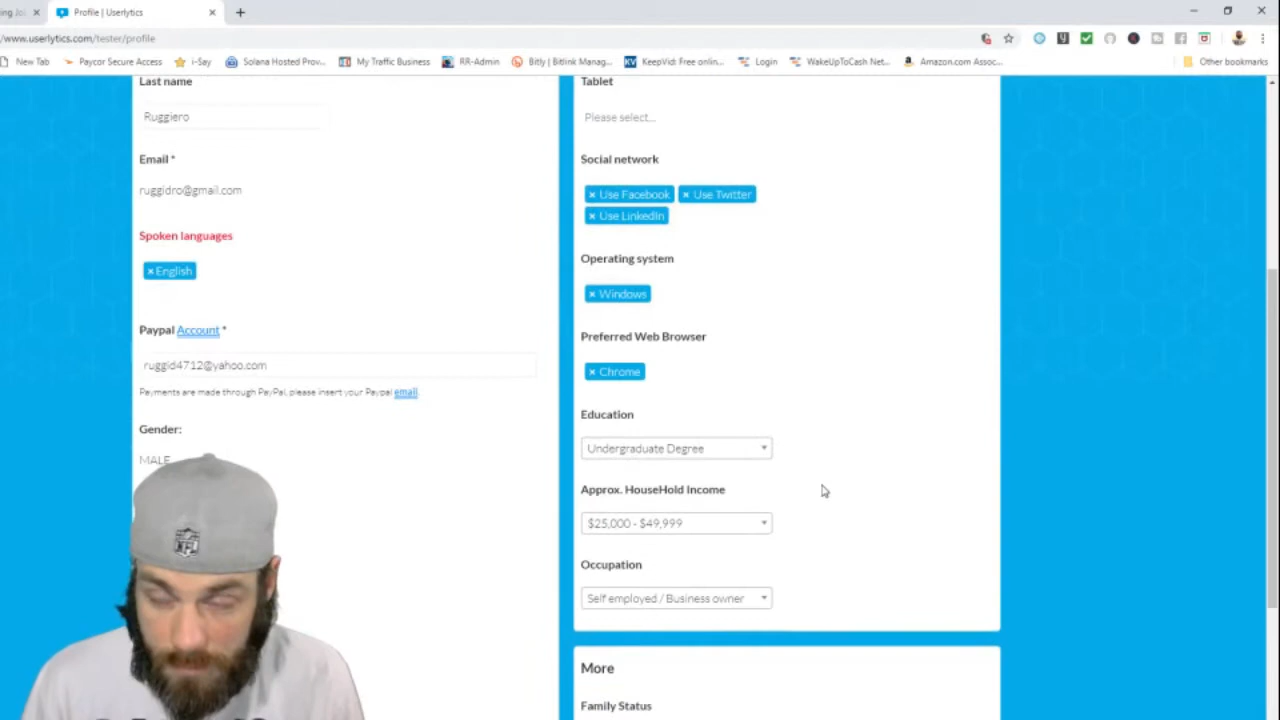 ing Jo
Profile | Userlytics
/www.userlytics.com/tester/profile
New Tab
Paycor Secure Access
i-Say
Solana Hosted Prov...
My Traffic Business
RR-Admin
Bitly | Bitlink Manag...
KeepVid: Free onlin...
Login
WakeUpToCash Net...
Amazon.com Assoc...
Other bookmarks
Last name
Ruggiero
Email *
ruggidro@gmail.com
Spoken languages
× English
Paypal Account *
ruggid4712@yahoo.com
Payments are made through PayPal, please insert your Paypal email
Gender:
MALE
NFL
Tablet
Please select...
Social network
× Use Facebook × Use Twitter
× Use LinkedIn
Operating system
× Windows
Preferred Web Browser
× Chrome
Education
Undergraduate Degree
Approx. HouseHold Income
$25,000 - $49,999
Occupation
Self employed / Business owner
More
Family Status